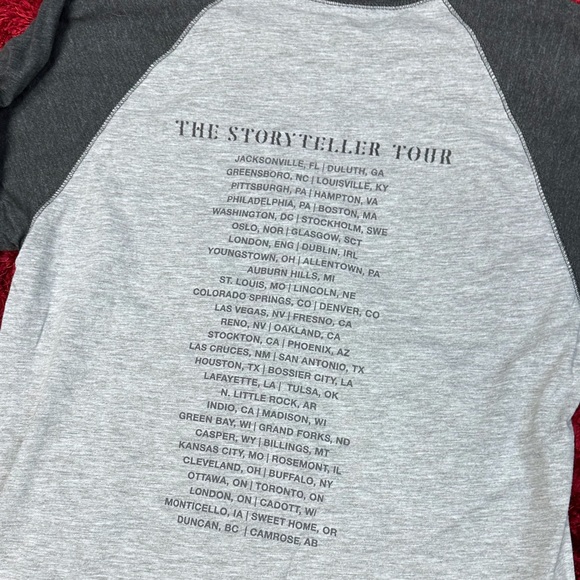 THE STORYTELLER TOUR
JACKSONVILLE, FL | DULUTH, GA
GREENSBORO, NC | LOUISVILLE, KY
PITTSBURGH, PA | HAMPTON, VA
PHILADELPHIA, PA | BOSTON, MA
WASHINGTON, DC | STOCKHOLM, SWE
OSLO, NOR | GLASGOW, SCT
LONDON, ENG | DUBLIN, IRL
YOUNGSTOWN, OH | ALLENTOWN, PA
AUBURN HILLS, MI
ST. LOUIS, MO | LINCOLN, NE
COLORADO SPRINGS, CO | DENVER, CO
LAS VEGAS, NV | FRESNO, CA
RENO, NV | OAKLAND, CA
STOCKTON, CA | PHOENIX, AZ
LAS CRUCES, NM | SAN ANTONIO, TX
HOUSTON, TX | BOSSIER CITY, LA
LAFAYETTE, LA | TULSA, OK
N. LITTLE ROCK, AR
INDIO, CA | MADISON, WI
GREEN BAY, WI | GRAND FORKS, ND
CASPER, WY | BILLINGS, MT
KANSAS CITY, MO | ROSEMONT, IL
CLEVELAND, OH | BUFFALO, NY
OTTAWA, ON | TORONTO, ON
LONDON, ON | CADOTT, WI
MONTICELLO, IA | SWEET HOME, OR
DUNCAN, BC | CAMROSE, AB